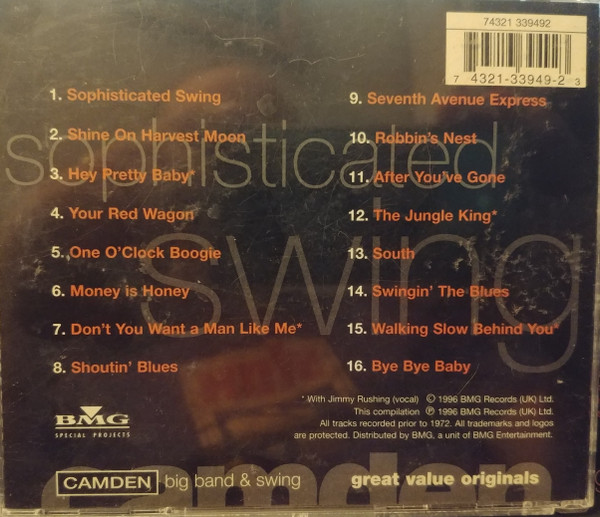 74321 339492
7 4321-33949-2 3
sophisticated
swing
1. Sophisticated Swing
2. Shine On Harvest Moon
3. Hey Pretty Baby*
4. Your Red Wagon
5. One O'Clock Boogie
6. Money is Honey
7. Don't You Want a Man Like Me*
8. Shoutin' Blues
9. Seventh Avenue Express
10. Robbin's Nest
11. After You've Gone
12. The Jungle King*
13. South
14. Swingin' The Blues
15. Walking Slow Behind You*
16. Bye Bye Baby
* With Jimmy Rushing (vocal) © 1996 BMG Records (UK) Ltd.
This compilation ℗ 1996 BMG Records (UK) Ltd.
All tracks recorded prior to 1972. All trademarks and logos
are protected. Distributed by BMG, a unit of BMG Entertainment.
BMG
SPECIAL PROJECTS
camden
CAMDEN big band & swing
great value originals